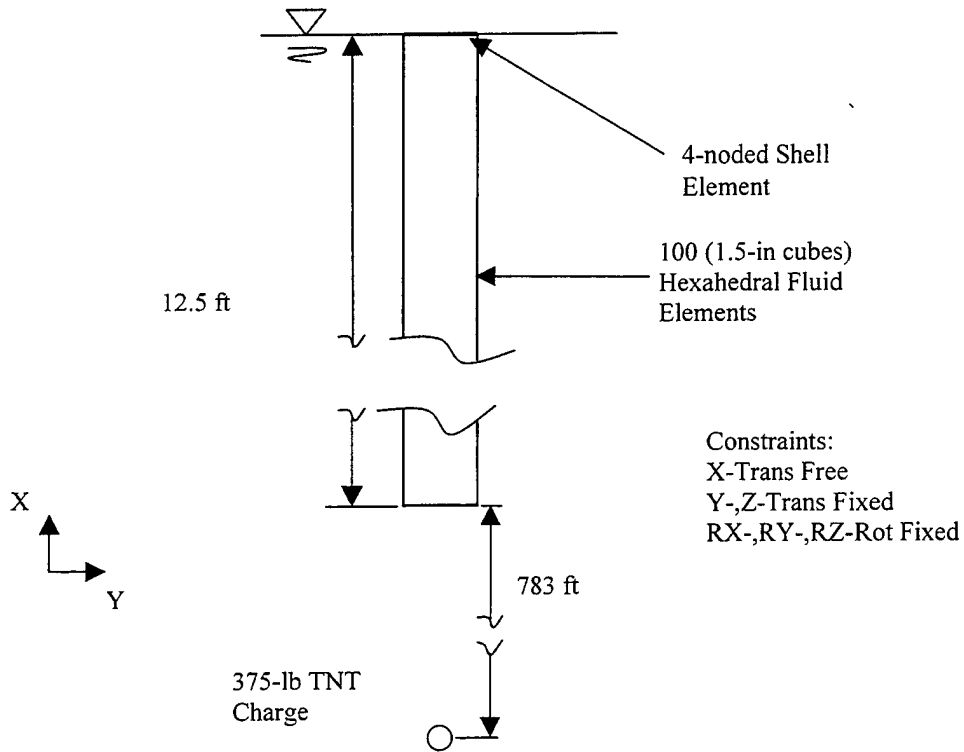 4-noded Shell
Element
100 (1.5-in cubes)
Hexahedral Fluid
Elements
12.5 ft
Constraints:
X-Trans Free
Y-,Z-Trans Fixed
RX-,RY-,RZ-Rot Fixed
X
Y
783 ft
375-lb TNT
Charge